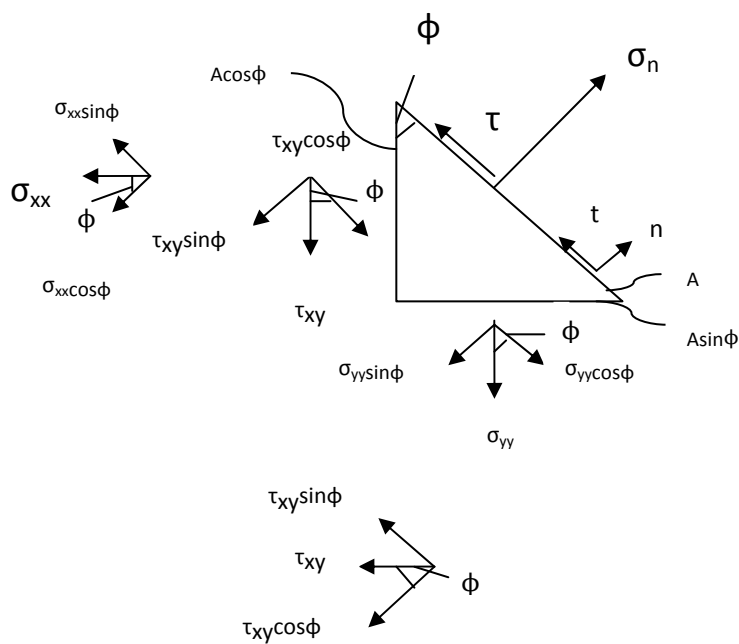 ϕ
Acosϕ
σn
σxxsinϕ
τ
τxycosϕ
σxx
ϕ
ϕ
t
n
τxysinϕ
σxxcosϕ
A
τxy
Asinϕ
ϕ
σyysinϕ
σyycosϕ
σyy
τxysinϕ
τxy
ϕ
τxycosϕ